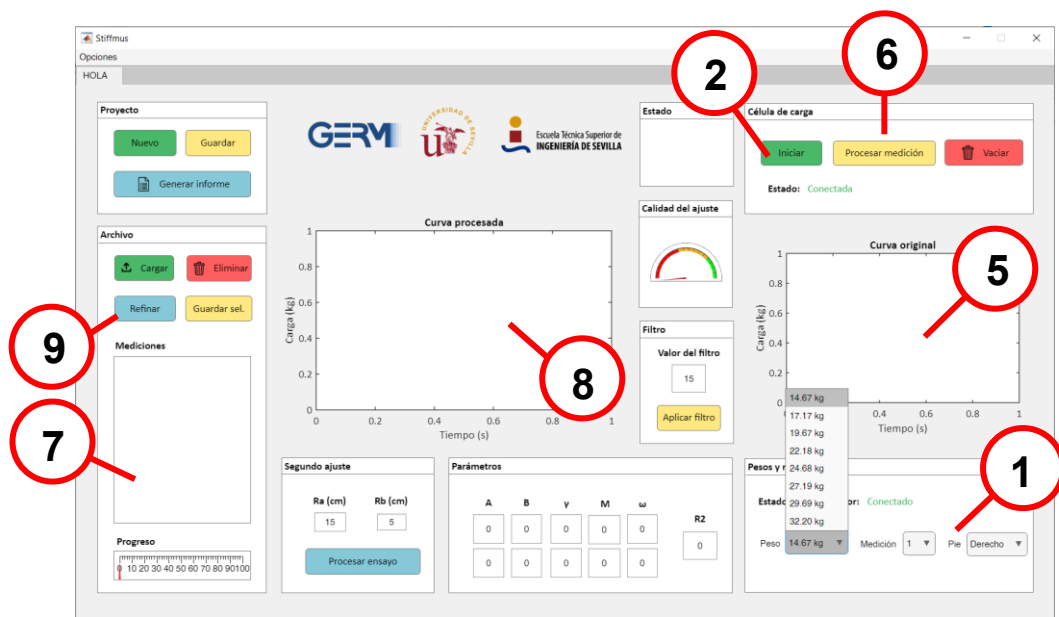 Stiffmus
Opciones
HOLA
2
6
Proyecto
Nuevo
Guardar
Generar informe
GERM
UNIVERSIDAD DE SEVILLA
Escuela Técnica Superior de
INGENIERÍA DE SEVILLA
Estado
Célula de carga
Iniciar
Procesar medición
Vaciar
Estado: Conectada
Archivo
Cargar
Eliminar
Refinar
Guardar sel.
9
Mediciones
7
Progreso
0 10 20 30 40 50 60 70 80 90100
Curva procesada
Carga (kg)
1
0.8
0.6
0.4
0.2
0
0 0.2 0.4 0.6 0.8 1
Tiempo (s)
8
Calidad del ajuste
Filtro
Valor del filtro
15
Aplicar filtro
Curva original
Carga (kg)
1
0.8
0.6
0.4
0.2
0.4 0.6 0.8 1
Tiempo (s)
5
Segundo ajuste
Ra (cm) Rb (cm)
15 5
Procesar ensayo
Parámetros
A B γ M ω
0 0 0 0 0
0 0 0 0 0
R2
0
Pesos y
Estado
or: Conectado
14.67 kg
17.17 kg
19.67 kg
22.18 kg
24.68 kg
27.19 kg
29.69 kg
32.20 kg
Peso 14.67 kg Medición 1 Pie Derecho
1